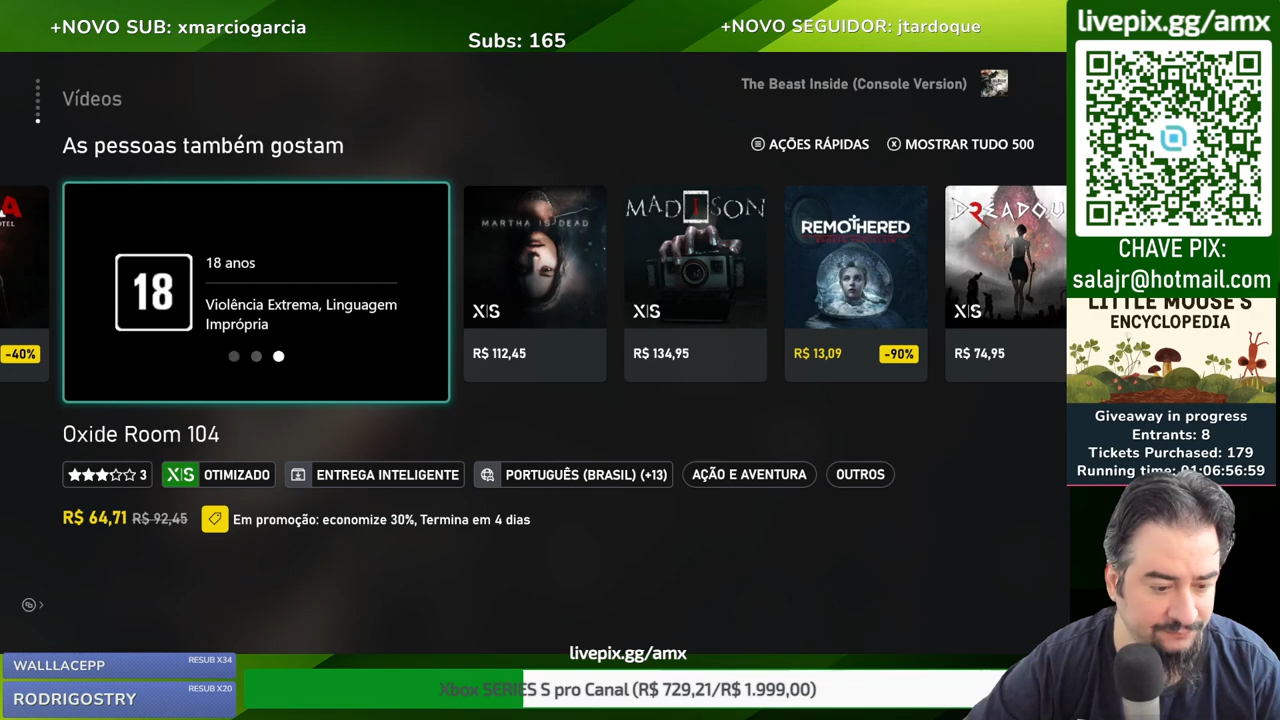 +NOVO SUB: xmarciogarcia
Subs: 165
+NOVO SEGUIDOR: jtardoque
livepix.gg/amx
The Beast Inside (Console Version)
Vídeos
As pessoas também gostam
AÇÕES RÁPIDAS
MOSTRAR TUDO 500
-40%
18
18 anos
Violência Extrema, Linguagem
Imprópria
MARTHA IS DEAD
X|S
R$ 112,45
MADISON
X|S
R$ 134,95
REMOTHERED
R$ 13,09
-90%
DREADOU
X|S
R$ 74,95
CHAVE PIX:
salajr@hotmail.com
LITTLE MOUSE'S
ENCYCLOPEDIA
Giveaway in progress
Entrants: 8
Tickets Purchased: 179
Running time: 01:06:56:59
Oxide Room 104
3
X|S OTIMIZADO
ENTREGA INTELIGENTE
PORTUGUÊS (BRASIL) (+13)
AÇÃO E AVENTURA
OUTROS
R$ 64,71 R$ 92,45
Em promoção: economize 30%, Termina em 4 dias
WALLLACEPP
RESUB X34
RODRIGOSTRY
RESUB X20
livepix.gg/amx
Xbox SERIES S pro Canal (R$ 729,21/R$ 1.999,00)